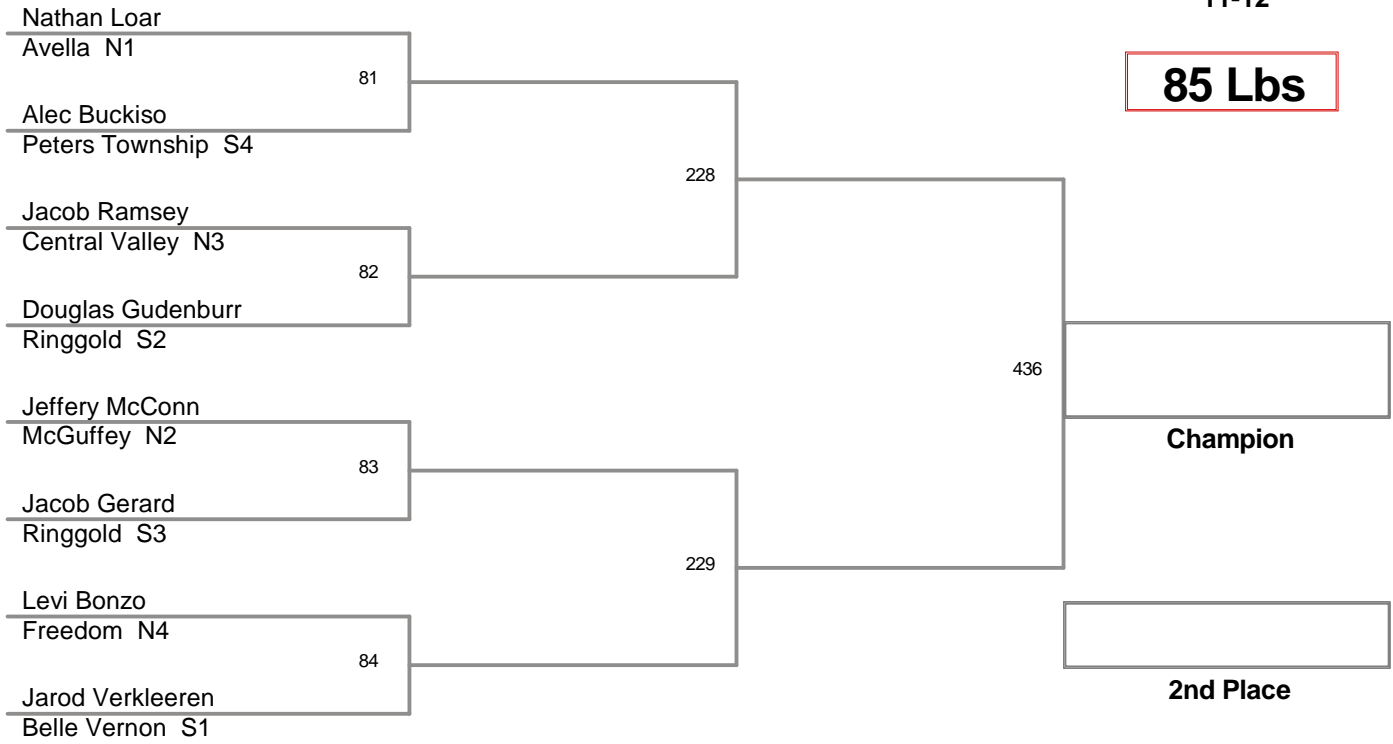 11-12
85 Lbs
Nathan Loar
Avella N1
81
Alec Buckiso
Peters Township S4
228
Jacob Ramsey
Central Valley N3
82
Douglas Gudenburr
Ringgold S2
436
Champion
Jeffery McConn
McGuffey N2
83
Jacob Gerard
Ringgold S3
229
Levi Bonzo
Freedom N4
84
Jarod Verkleeren
Belle Vernon S1
2nd Place